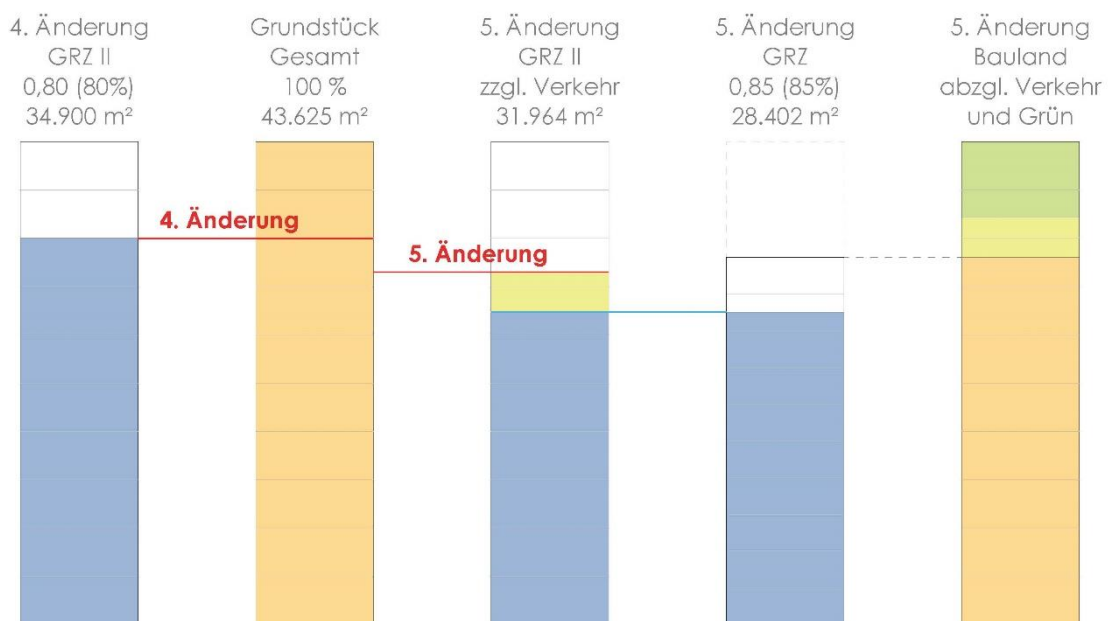 4. Änderung
GRZ II
0,80 (80%)
34.900 m²
Grundstück
Gesamt
100 %
43.625 m²
5. Änderung
GRZ II
zzgl. Verkehr
31.964 m²
5. Änderung
GRZ
0,85 (85%)
28.402 m²
5. Änderung
Bauland
abzgl. Verkehr
und Grün
4. Änderung
5. Änderung